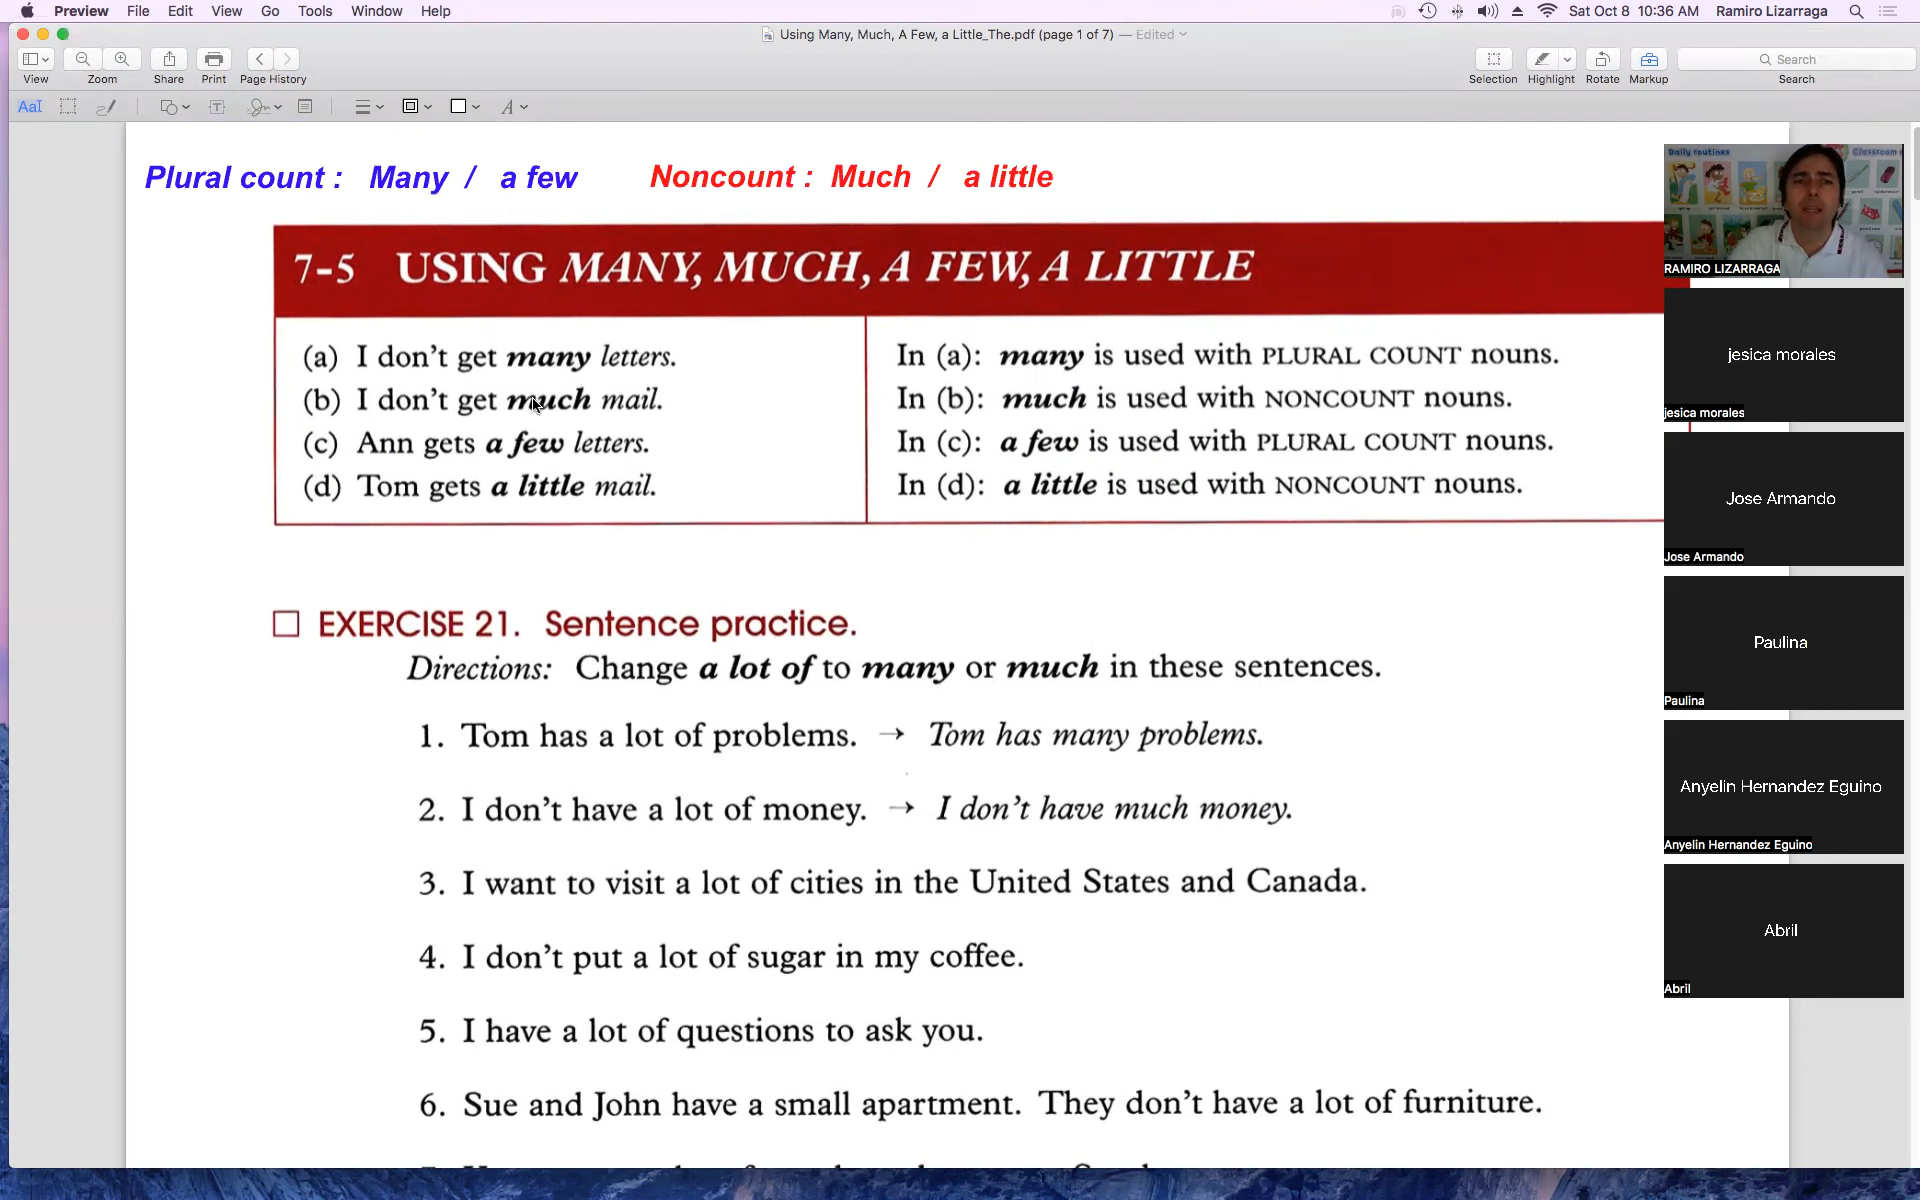 Preview File Edit View Go Tools Window Help Sat Oct 8 10:36 AM Ramiro Lizarraga
Using Many, Much, A Few, a Little_The.pdf (page 1 of 7) — Edited
View Zoom Share Print Page History Selection Highlight Rotate Markup Search Search
AaI A
Plural count : Many / a few Noncount : Much / a little
7-5 USING MANY, MUCH, A FEW, A LITTLE
(a) I don't get many letters.
(b) I don't get much mail.
(c) Ann gets a few letters.
(d) Tom gets a little mail.
In (a): many is used with PLURAL COUNT nouns.
In (b): much is used with NONCOUNT nouns.
In (c): a few is used with PLURAL COUNT nouns.
In (d): a little is used with NONCOUNT nouns.
EXERCISE 21. Sentence practice.
Directions: Change a lot of to many or much in these sentences.
1. Tom has a lot of problems. → Tom has many problems.
2. I don't have a lot of money. → I don't have much money.
3. I want to visit a lot of cities in the United States and Canada.
4. I don't put a lot of sugar in my coffee.
5. I have a lot of questions to ask you.
6. Sue and John have a small apartment. They don't have a lot of furniture.
Daily routines
RAMIRO LIZARRAGA
jesica morales
jesica morales
Jose Armando
Jose Armando
Paulina
Paulina
Anyelin Hernandez Eguino
Anyelin Hernandez Eguino
Abril
Abril